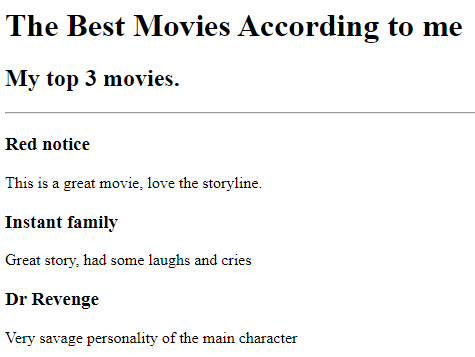 The Best Movies According to me
My top 3 movies.
Red notice
This is a great movie, love the storyline.
Instant family
Great story, had some laughs and cries
Dr Revenge
Very savage personality of the main character